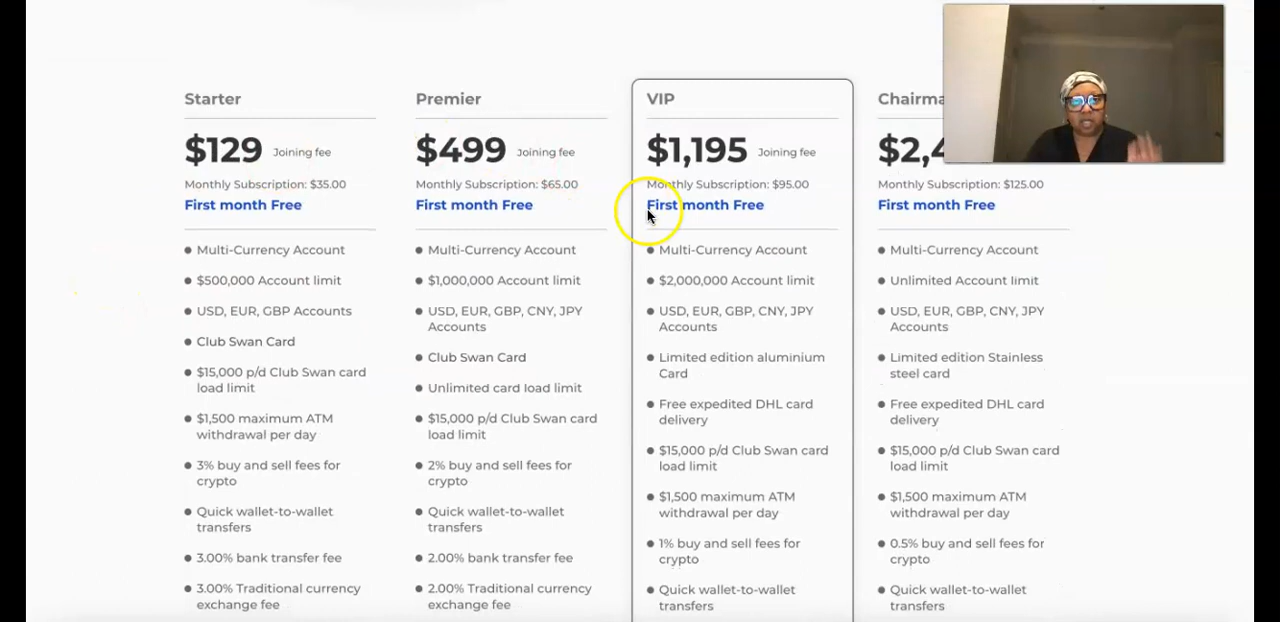 Starter
$129 Joining fee
Monthly Subscription: $35.00
First month Free
Multi-Currency Account
$500,000 Account limit
USD, EUR, GBP Accounts
Club Swan Card
$15,000 p/d Club Swan card
load limit
$1,500 maximum ATM
withdrawal per day
3% buy and sell fees for
crypto
Quick wallet-to-wallet
transfers
3.00% bank transfer fee
3.00% Traditional currency
exchange fee
Premier
$499 Joining fee
Monthly Subscription: $65.00
First month Free
Multi-Currency Account
$1,000,000 Account limit
USD, EUR, GBP, CNY, JPY
Accounts
Club Swan Card
Unlimited card load limit
$15,000 p/d Club Swan card
load limit
2% buy and sell fees for
crypto
Quick wallet-to-wallet
transfers
2.00% bank transfer fee
2.00% Traditional currency
exchange fee
VIP
$1,195 Joining fee
Monthly Subscription: $95.00
First month Free
Multi-Currency Account
$2,000,000 Account limit
USD, EUR, GBP, CNY, JPY
Accounts
Limited edition aluminium
Card
Free expedited DHL card
delivery
$15,000 p/d Club Swan card
load limit
$1,500 maximum ATM
withdrawal per day
1% buy and sell fees for
crypto
Quick wallet-to-wallet
transfers
Chairma
$2,4
Monthly Subscription: $125.00
First month Free
Multi-Currency Account
Unlimited Account limit
USD, EUR, GBP, CNY, JPY
Accounts
Limited edition Stainless
steel card
Free expedited DHL card
delivery
$15,000 p/d Club Swan card
load limit
$1,500 maximum ATM
withdrawal per day
0.5% buy and sell fees for
crypto
Quick wallet-to-wallet
transfers